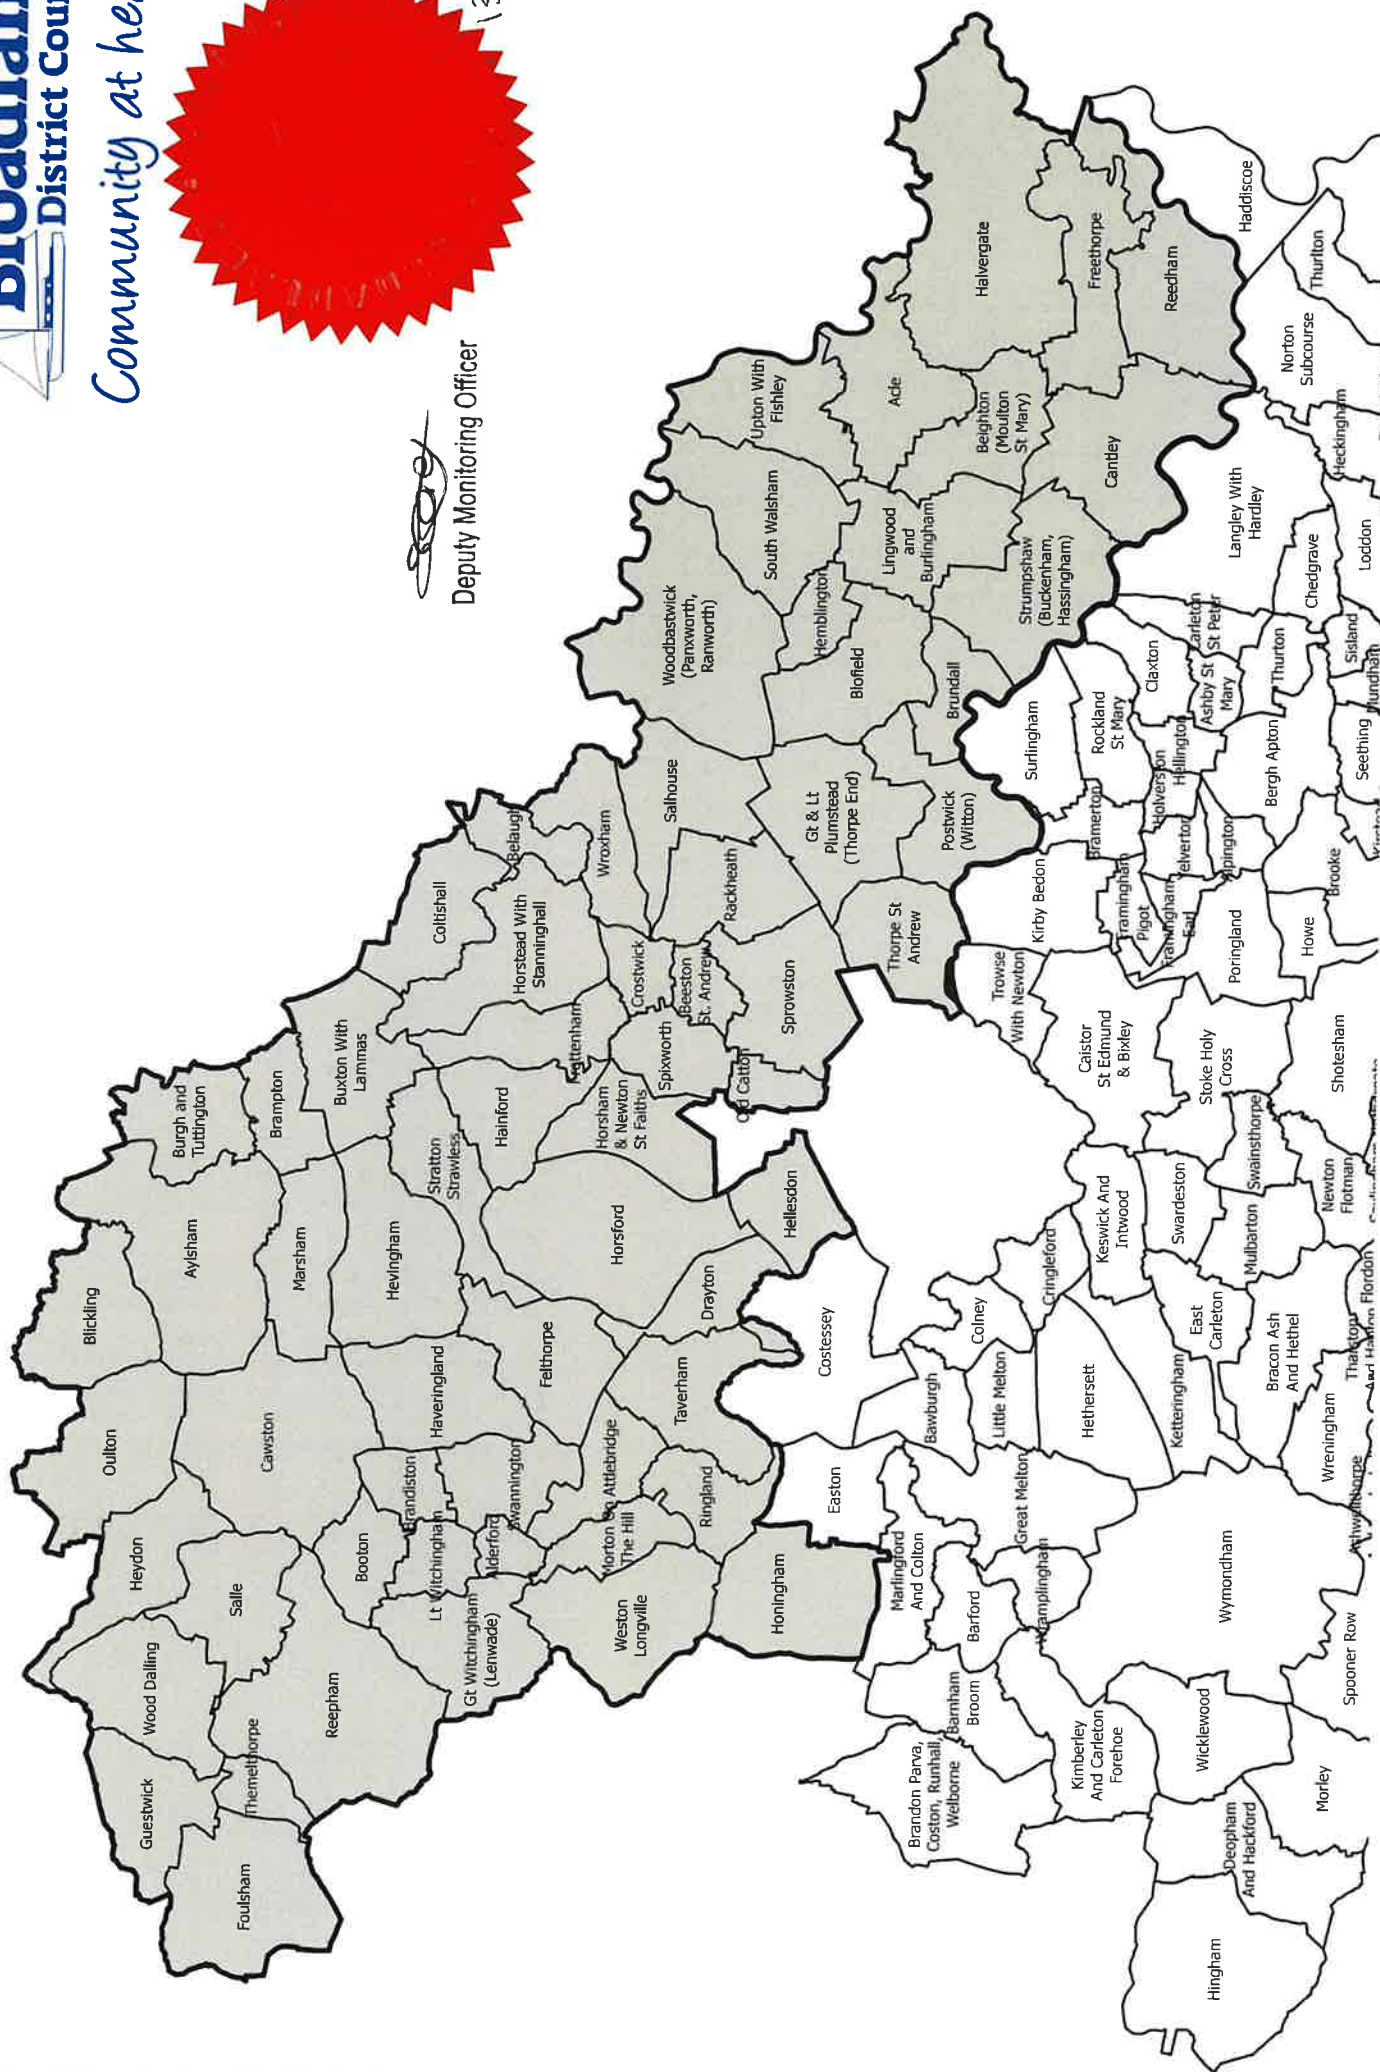 Broadland
District Cou
Community at he
Deputy Monitoring Officer
Foulsham
Guestwick
Themelthorpe
Wood Dalling
Reepham
Salle
Heydon
Oulton
Cawston
Booton
Brandiston
Lt Witchingham
Alderford
Gt Witchingham
(Lenwade)
Swannington
Haveringland
Blickling
Aylsham
Marsham
Hevingham
Burgh and
Tuttington
Brampton
Buxton With
Lammas
Stratton
Strawless
Hainford
Felthorpe
Horsford
Horsham
& Newton
St Faiths
Weston
Longville
Morton On Attlebridge
The Hill
Ringland
Honingham
Taverham
Drayton
Hellesdon
Coltishall
Belaugh
Horstead With
Stanninghall
Wroxham
Crostwick
Spixworth
Beeston
St. Andrew
Rackheath
Salhouse
Old Catton
Sprowston
Thorpe St
Andrew
Gt & Lt
Plumstead
(Thorpe End)
Postwick
(Witton)
Woodbastwick
(Panxworth,
Ranworth)
South Walsham
Hemblington
Blofield
Brundall
Upton With
Fishley
Acle
Lingwood
and
Burlingham
Beighton
(Moulton
St Mary)
Strumpshaw
(Buckenham,
Hassingham)
Cantley
Halvergate
Freethorpe
Reedham
Haddiscoe
Thurlton
Norton
Subcourse
Heckingham
Langley With
Hardley
Chedgrave
Loddon
Carleton
St Peter
Claxton
Ashby St
Mary
Thurton
Sisland
Mundham
Seething
Surlingham
Rockland
St Mary
Hellington
Holverston
Bergh Apton
Bramerton
Yelverton
Brooke
Kirby Bedon
Framingham
Pigot
Framingham
Earl
Poringland
Howe
Trowse
With Newton
Caistor
St Edmund
& Bixley
Stoke Holy
Cross
Shotesham
Costessey
Easton
Bawburgh
Colney
Cringleford
Little Melton
Hethersett
Keswick And
Intwood
Swardeston
Swainsthorpe
Mulbarton
Newton
Flotman
East
Carleton
Ketteringham
Bracon Ash
And Hethel
Wreningham
Great Melton
Marlingford
And Colton
Barford
Wramplingham
Barnham
Broom
Brandon Parva,
Coston, Runhall,
Welborne
Kimberley
And Carleton
Forehoe
Wymondham
Wicklewood
Spooner Row
Morley
Deopham
And Hackford
Hingham